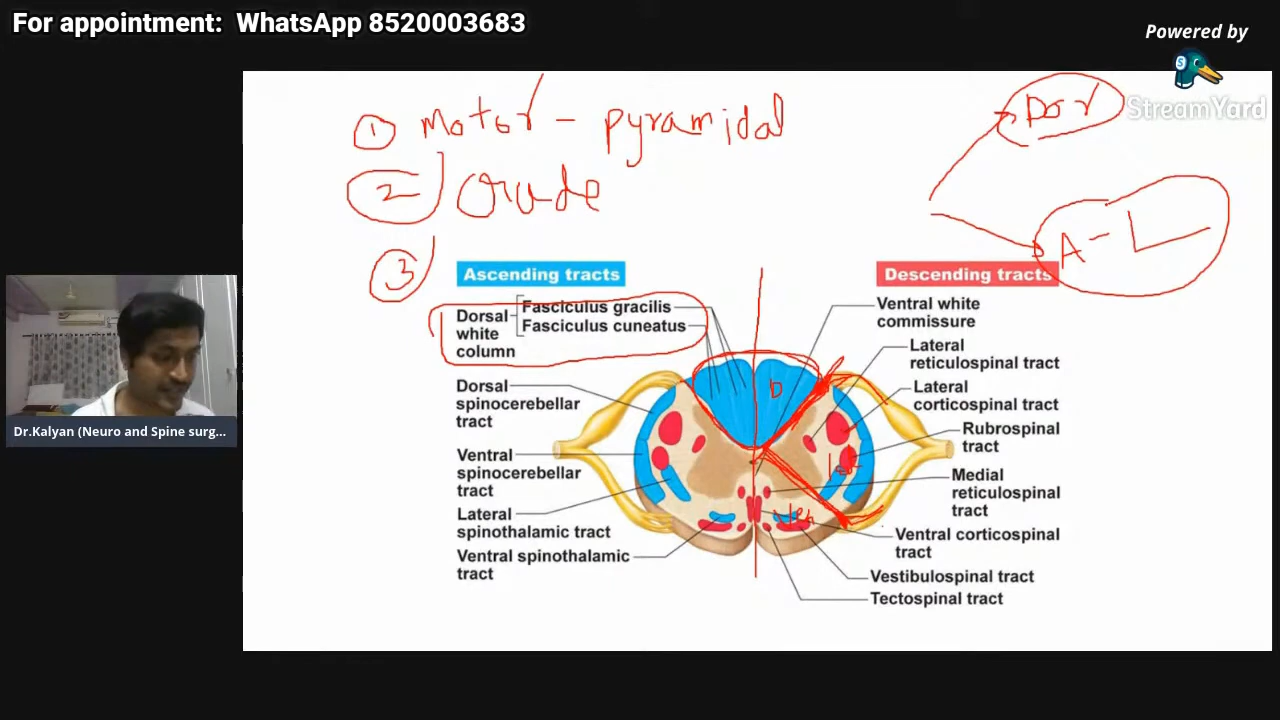 For appointment: WhatsApp 8520003683
Powered by
StreamYard
① motor - pyramidal
② crude
③
Dor
A - L
Ascending tracts
Descending tracts
Dorsal white column
Fasciculus gracilis
Fasciculus cuneatus
Dorsal spinocerebellar tract
Ventral spinocerebellar tract
Lateral spinothalamic tract
Ventral spinothalamic tract
Ventral white commissure
Lateral reticulospinal tract
Lateral corticospinal tract
Rubrospinal tract
Medial reticulospinal tract
Ventral corticospinal tract
Vestibulospinal tract
Tectospinal tract
D
Lat
Ven
Dr.Kalyan (Neuro and Spine surg...